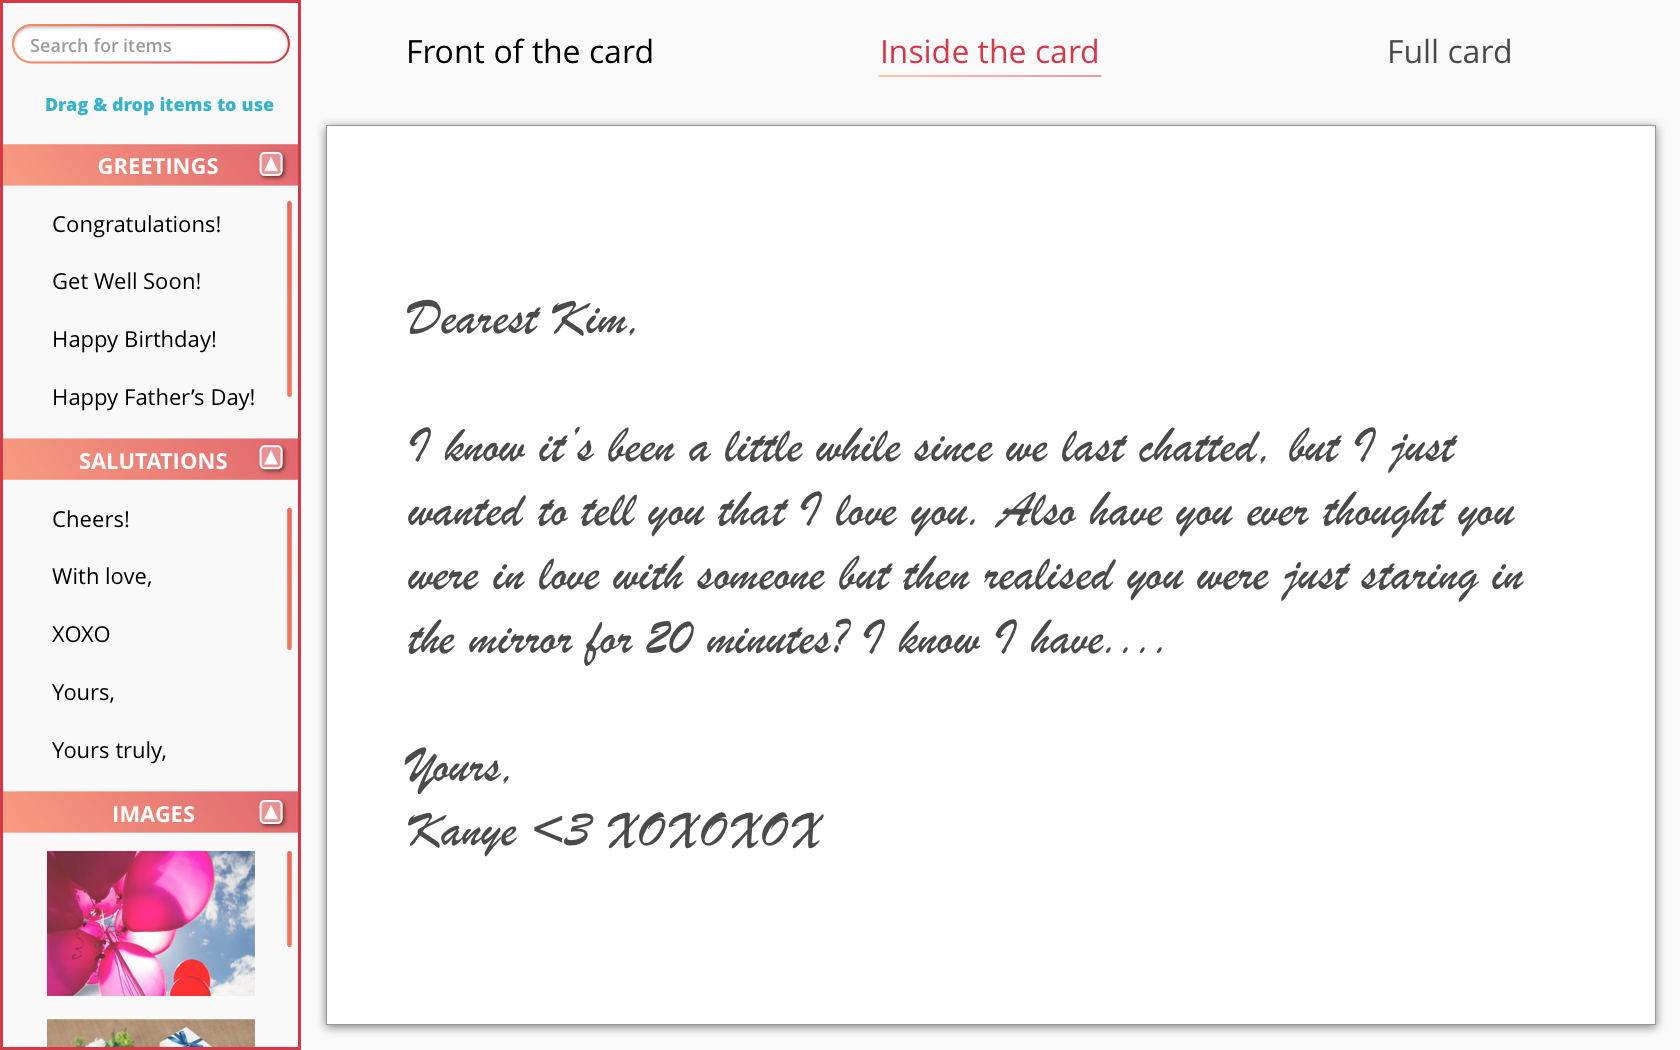 Search for items
Drag & drop items to use
GREETINGS
Congratulations!
Get Well Soon!
Happy Birthday!
Happy Father’s Day!
SALUTATIONS
Cheers!
With love,
XOXO
Yours,
Yours truly,
IMAGES
Front of the card
Inside the card
Full card
Dearest Kim,
I know it's been a little while since we last chatted, but I just
wanted to tell you that I love you. Also have you ever thought you
were in love with someone but then realised you were just staring in
the mirror for 20 minutes? I know I have....
Yours,
Kanye <3 XOXOXOX